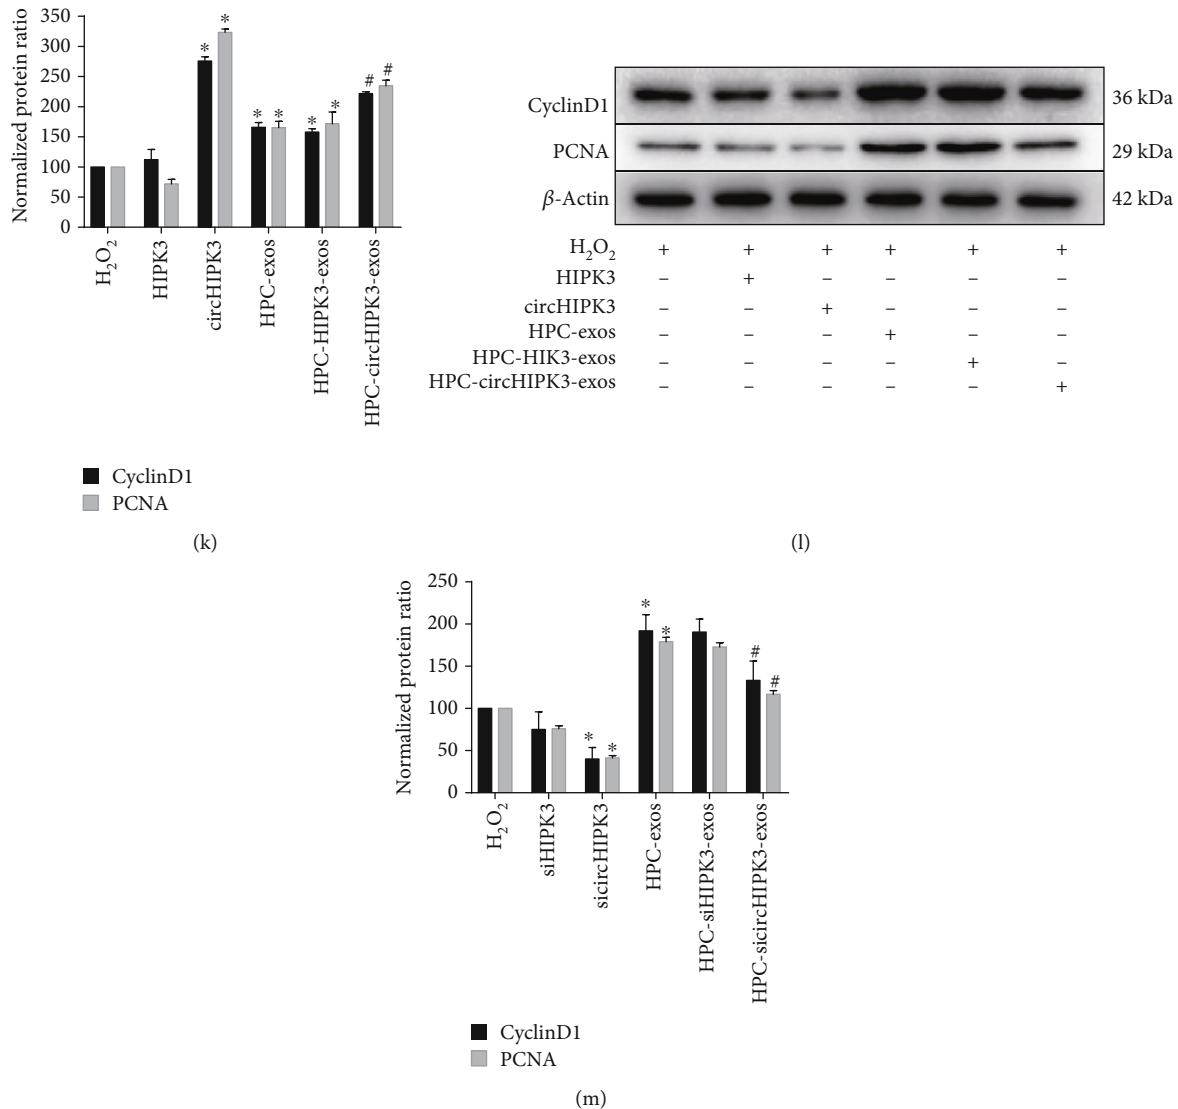 350
300
250
200
150
100
50
0
Normalized protein ratio
* * * * * * # #
H2O2
HIPK3
circHIPK3
HPC-exos
HPC-HIPK3-exos
HPC-circHIPK3-exos
CyclinD1
PCNA
(k)
CyclinD1 36 kDa
PCNA 29 kDa
β-Actin 42 kDa
H2O2 + + + + + +
HIPK3 – + – – – –
circHIPK3 – – + – – –
HPC-exos – – – + – –
HPC-HIK3-exos – – – – + –
HPC-circHIPK3-exos – – – – – +
(l)
250
200
150
100
50
0
Normalized protein ratio
* * * * # #
H2O2
siHIPK3
sicircHIPK3
HPC-exos
HPC-siHIPK3-exos
HPC-sicircHIPK3-exos
CyclinD1
PCNA
(m)